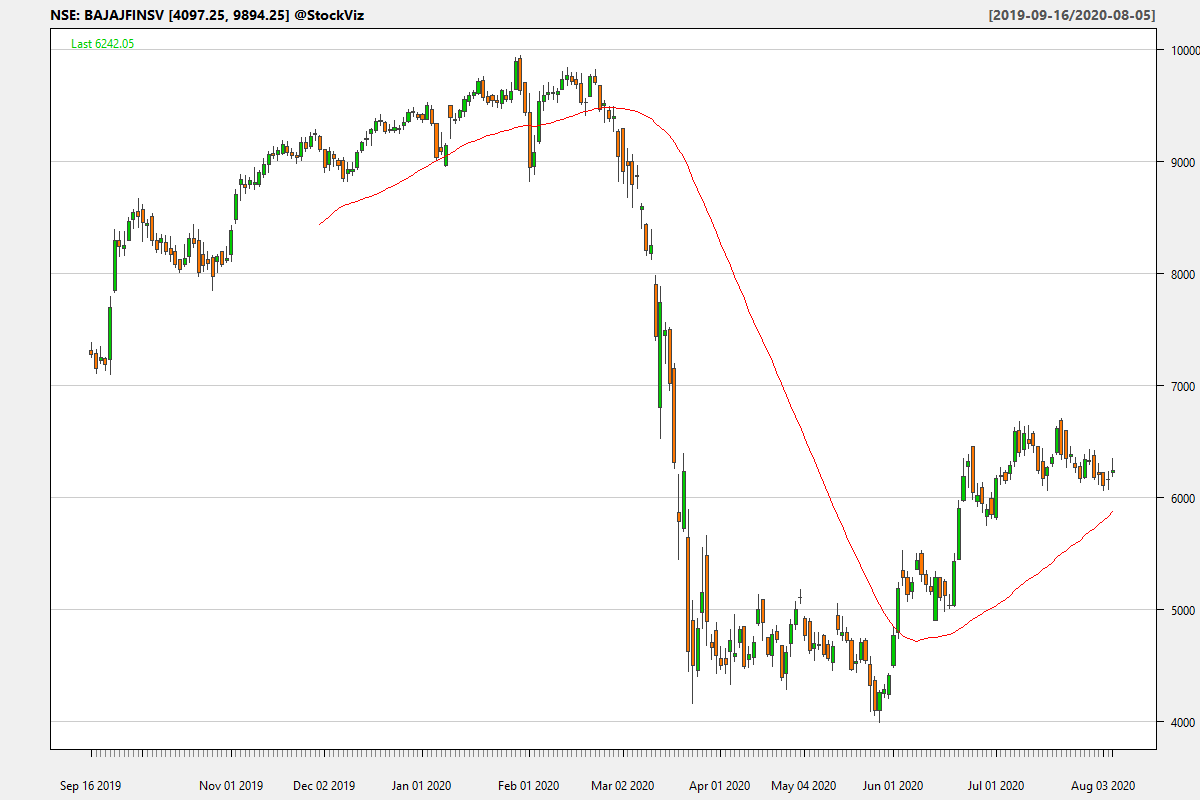 NSE: BAJAJFINSV [4097.25, 9894.25] @StockViz
[2019-09-16/2020-08-05]
Last 6242.05
10000
9000
8000
7000
6000
5000
4000
Sep 16 2019 Nov 01 2019 Dec 02 2019 Jan 01 2020 Feb 01 2020 Mar 02 2020 Apr 01 2020 May 04 2020 Jun 01 2020 Jul 01 2020 Aug 03 2020